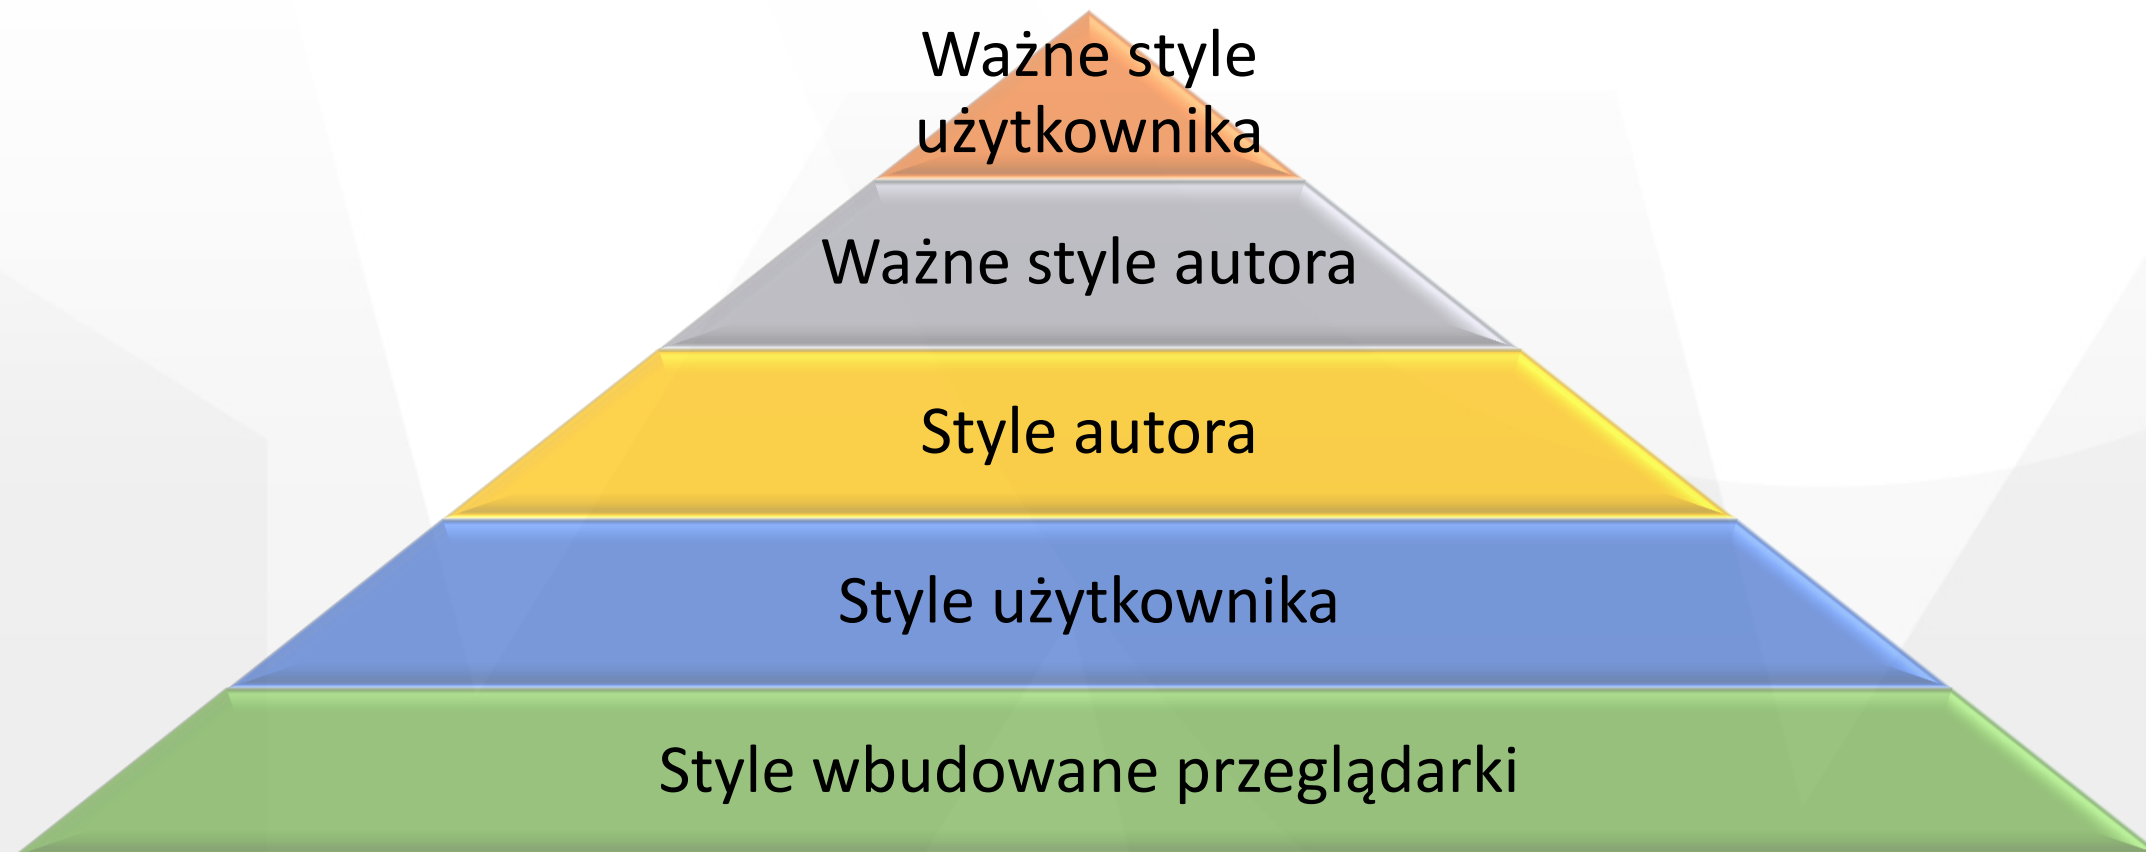 Ważne style
użytkownika
Ważne style autora
Style autora
Style użytkownika
Style wbudowane przeglądarki